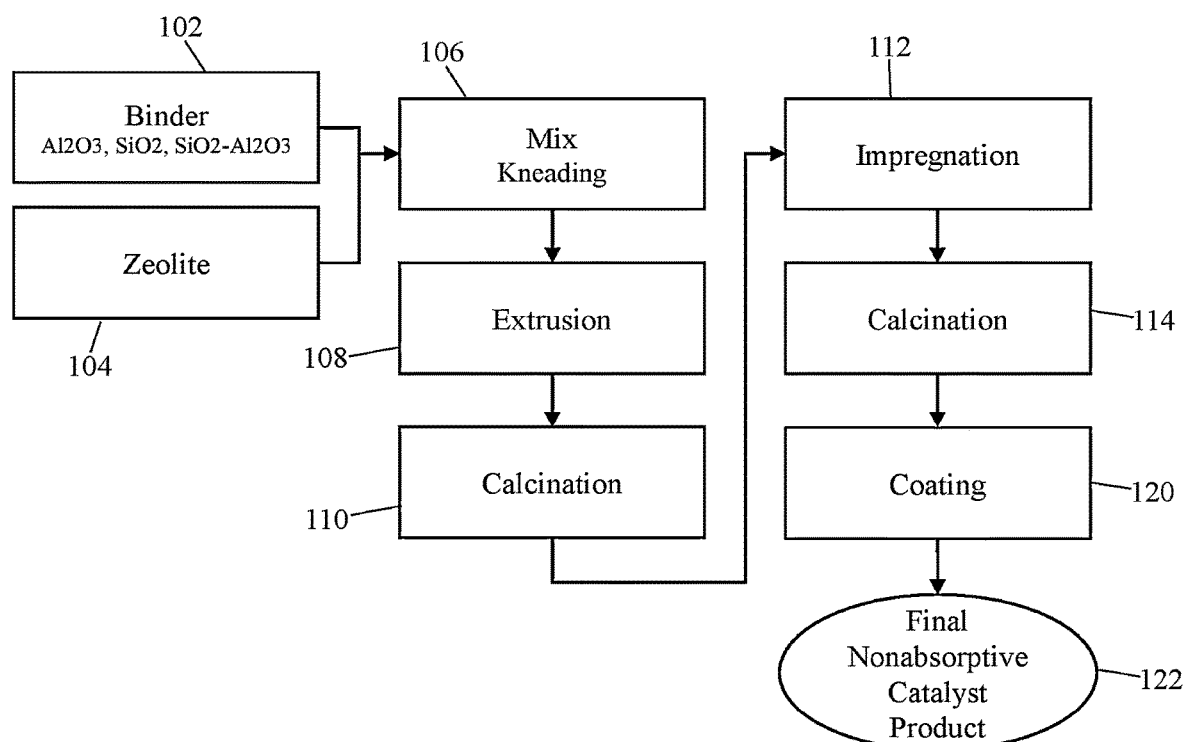 102
Binder
Al2O3, SiO2, SiO2-Al2O3
Zeolite
104
106
Mix
Kneading
Extrusion
108
Calcination
110
112
Impregnation
Calcination
114
Coating
120
Final
Nonabsorptive
Catalyst
Product
122